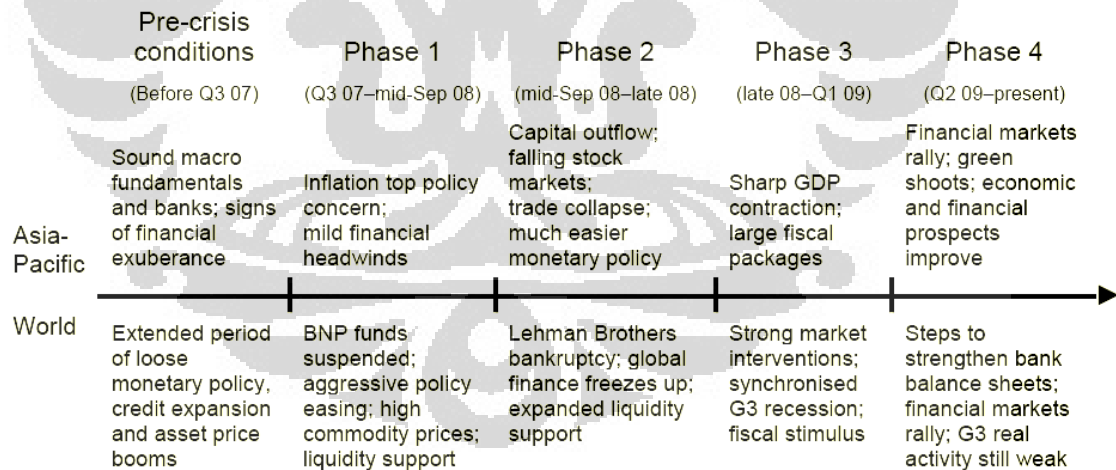 Pre-crisis
conditions
(Before Q3 07)
Phase 1
(Q3 07–mid-Sep 08)
Phase 2
(mid-Sep 08–late 08)
Phase 3
(late 08–Q1 09)
Phase 4
(Q2 09–present)
Asia-
Pacific
Sound macro
fundamentals
and banks; signs
of financial
exuberance
Inflation top policy
concern;
mild financial
headwinds
Capital outflow;
falling stock
markets;
trade collapse;
much easier
monetary policy
Sharp GDP
contraction;
large fiscal
packages
Financial markets
rally; green
shoots; economic
and financial
prospects
improve
World
Extended period
of loose
monetary policy,
credit expansion
and asset price
booms
BNP funds
suspended;
aggressive policy
easing; high
commodity prices;
liquidity support
Lehman Brothers
bankruptcy; global
finance freezes up;
expanded liquidity
support
Strong market
interventions;
synchronised
G3 recession;
fiscal stimulus
Steps to
strengthen bank
balance sheets;
financial markets
rally; G3 real
activity still weak